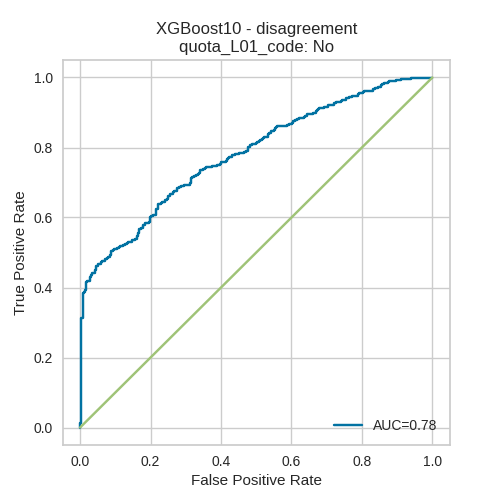 XGBoost10 - disagreement
quota_L01_code: No
1.0
0.8
0.6
0.4
0.2
0.0
True Positive Rate
AUC=0.78
0.0 0.2 0.4 0.6 0.8 1.0
False Positive Rate